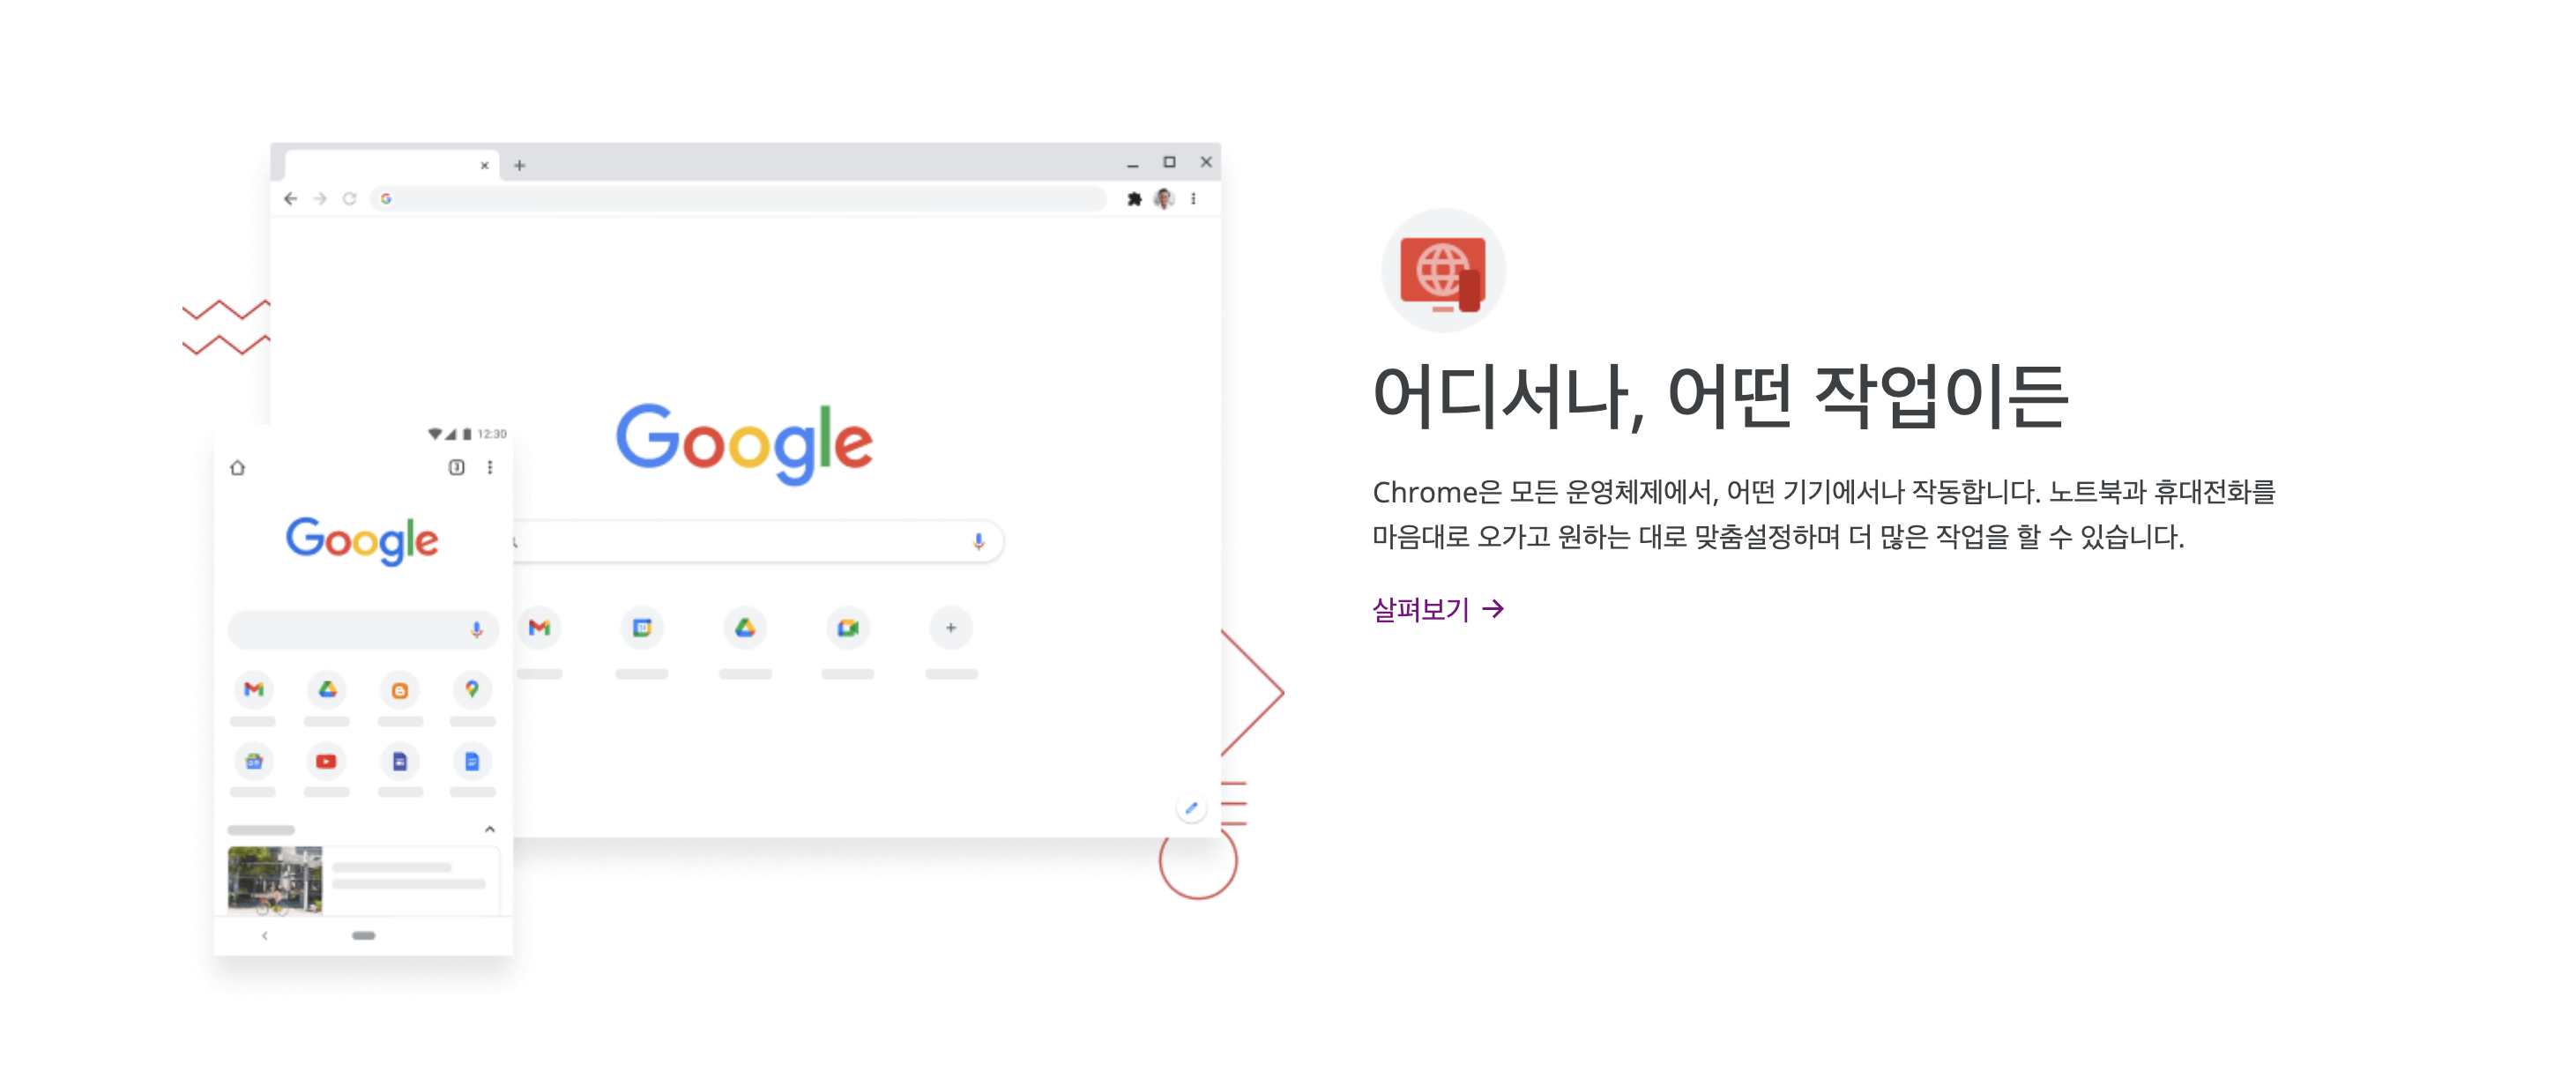 12:30
3
Google
Google
어디서나, 어떤 작업이든
Chrome은 모든 운영체제에서, 어떤 기기에서나 작동합니다. 노트북과 휴대전화를
마음대로 오가고 원하는 대로 맞춤설정하며 더 많은 작업을 할 수 있습니다.
살펴보기 →